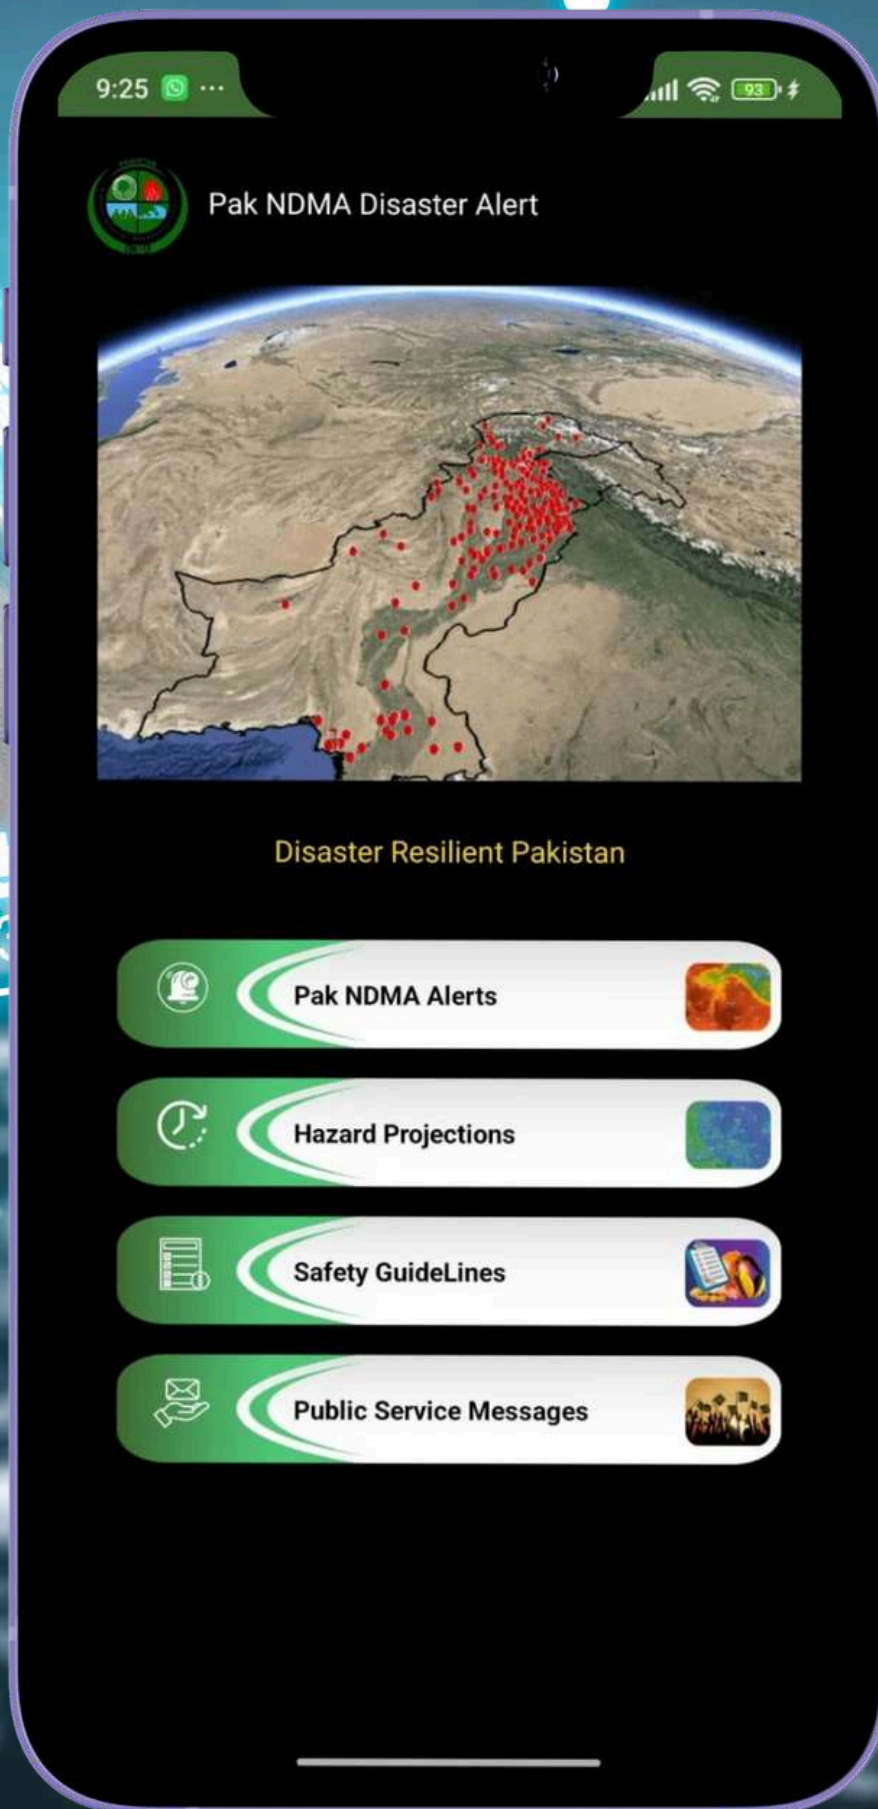 9:25
93
Pak NDMA Disaster Alert
Disaster Resilient Pakistan
Pak NDMA Alerts
Hazard Projections
Safety GuideLines
Public Service Messages